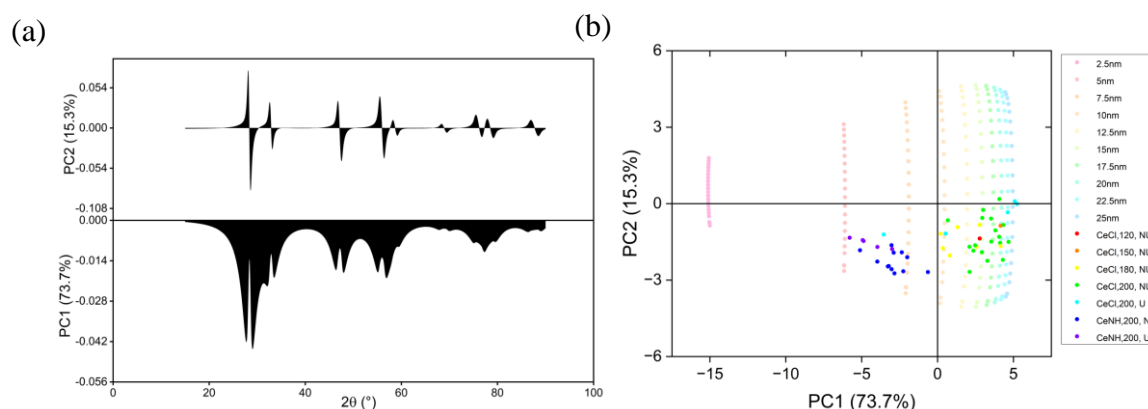 (a)
PC2 (15.3%)
0.054
0.000
-0.054
-0.108
PC1 (73.7%)
0.000
-0.014
-0.028
-0.042
-0.056
0 20 40 60 80 100
2θ (°)
(b)
PC2 (15.3%)
6
3
0
−3
−6
−15 −10 −5 0 5
PC1 (73.7%)
2.5nm
5nm
7.5nm
10nm
12.5nm
15nm
17.5nm
20nm
22.5nm
25nm
CeCl,120, NU
CeCl,150, NU
CeCl,180, NU
CeCl,200, NU
CeCl,200, U
CeNH,200, N
CeNH,200, U